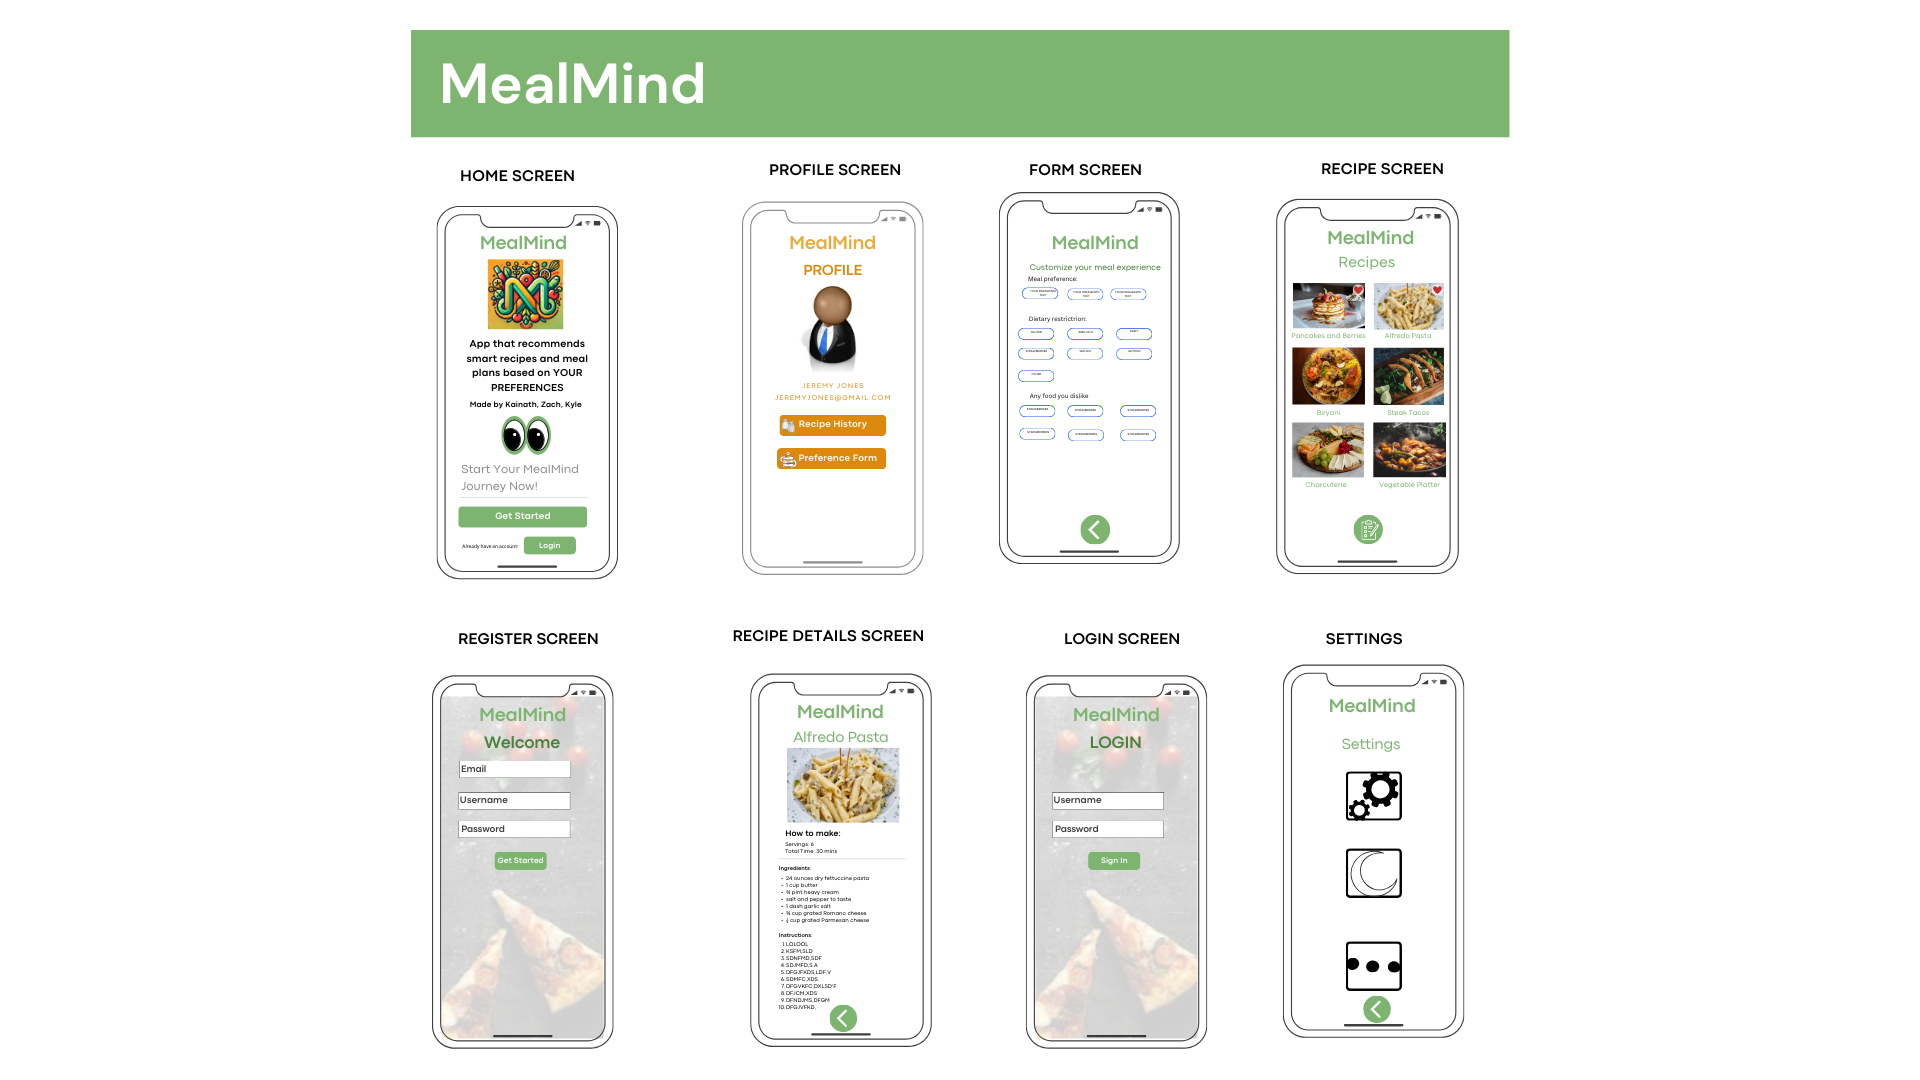 MealMind
HOME SCREEN
MealMind
App that recommends
smart recipes and meal
plans based on YOUR
PREFERENCES
Made by Kainath, Zach, Kyle
Start Your MealMind
Journey Now!
Get Started
Already have an account?
Login
PROFILE SCREEN
MealMind
PROFILE
JEREMY JONES
JEREMYJONES@GMAIL.COM
Recipe History
Preference Form
FORM SCREEN
MealMind
Customize your meal experience
Meal preference:
Dietary restrictrion:
Any food you dislike
RECIPE SCREEN
MealMind
Recipes
Pancakes and Berries
Alfredo Pasta
Biryani
Steak Tacos
Charcuterie
Vegetable Platter
REGISTER SCREEN
MealMind
Welcome
Email
Username
Password
Get Started
RECIPE DETAILS SCREEN
MealMind
Alfredo Pasta
How to make:
Servings: 6
Total Time: 30 mins
Ingredients:
• 24 ounces dry fettuccine pasta
• 1 cup butter
• ¾ pint heavy cream
• salt and pepper to taste
• 1 dash garlic salt
• ¾ cup grated Romano cheese
• cup grated Parmesan cheese
Instructions:
1. LOLOOL
2. KSFM,SLD
3. SDNFMD,SDF
4. SDJMFD,S:A
5. DFGJFKDS,LDF,V
6. SDMFC,XDS.
7. DFGVKFC,DXLSD'F
8. DFJCM,XDS
9. DFNDJMS,DFGM
10. DFGJVFKD,
LOGIN SCREEN
MealMind
LOGIN
Username
Password
Sign In
SETTINGS
MealMind
Settings